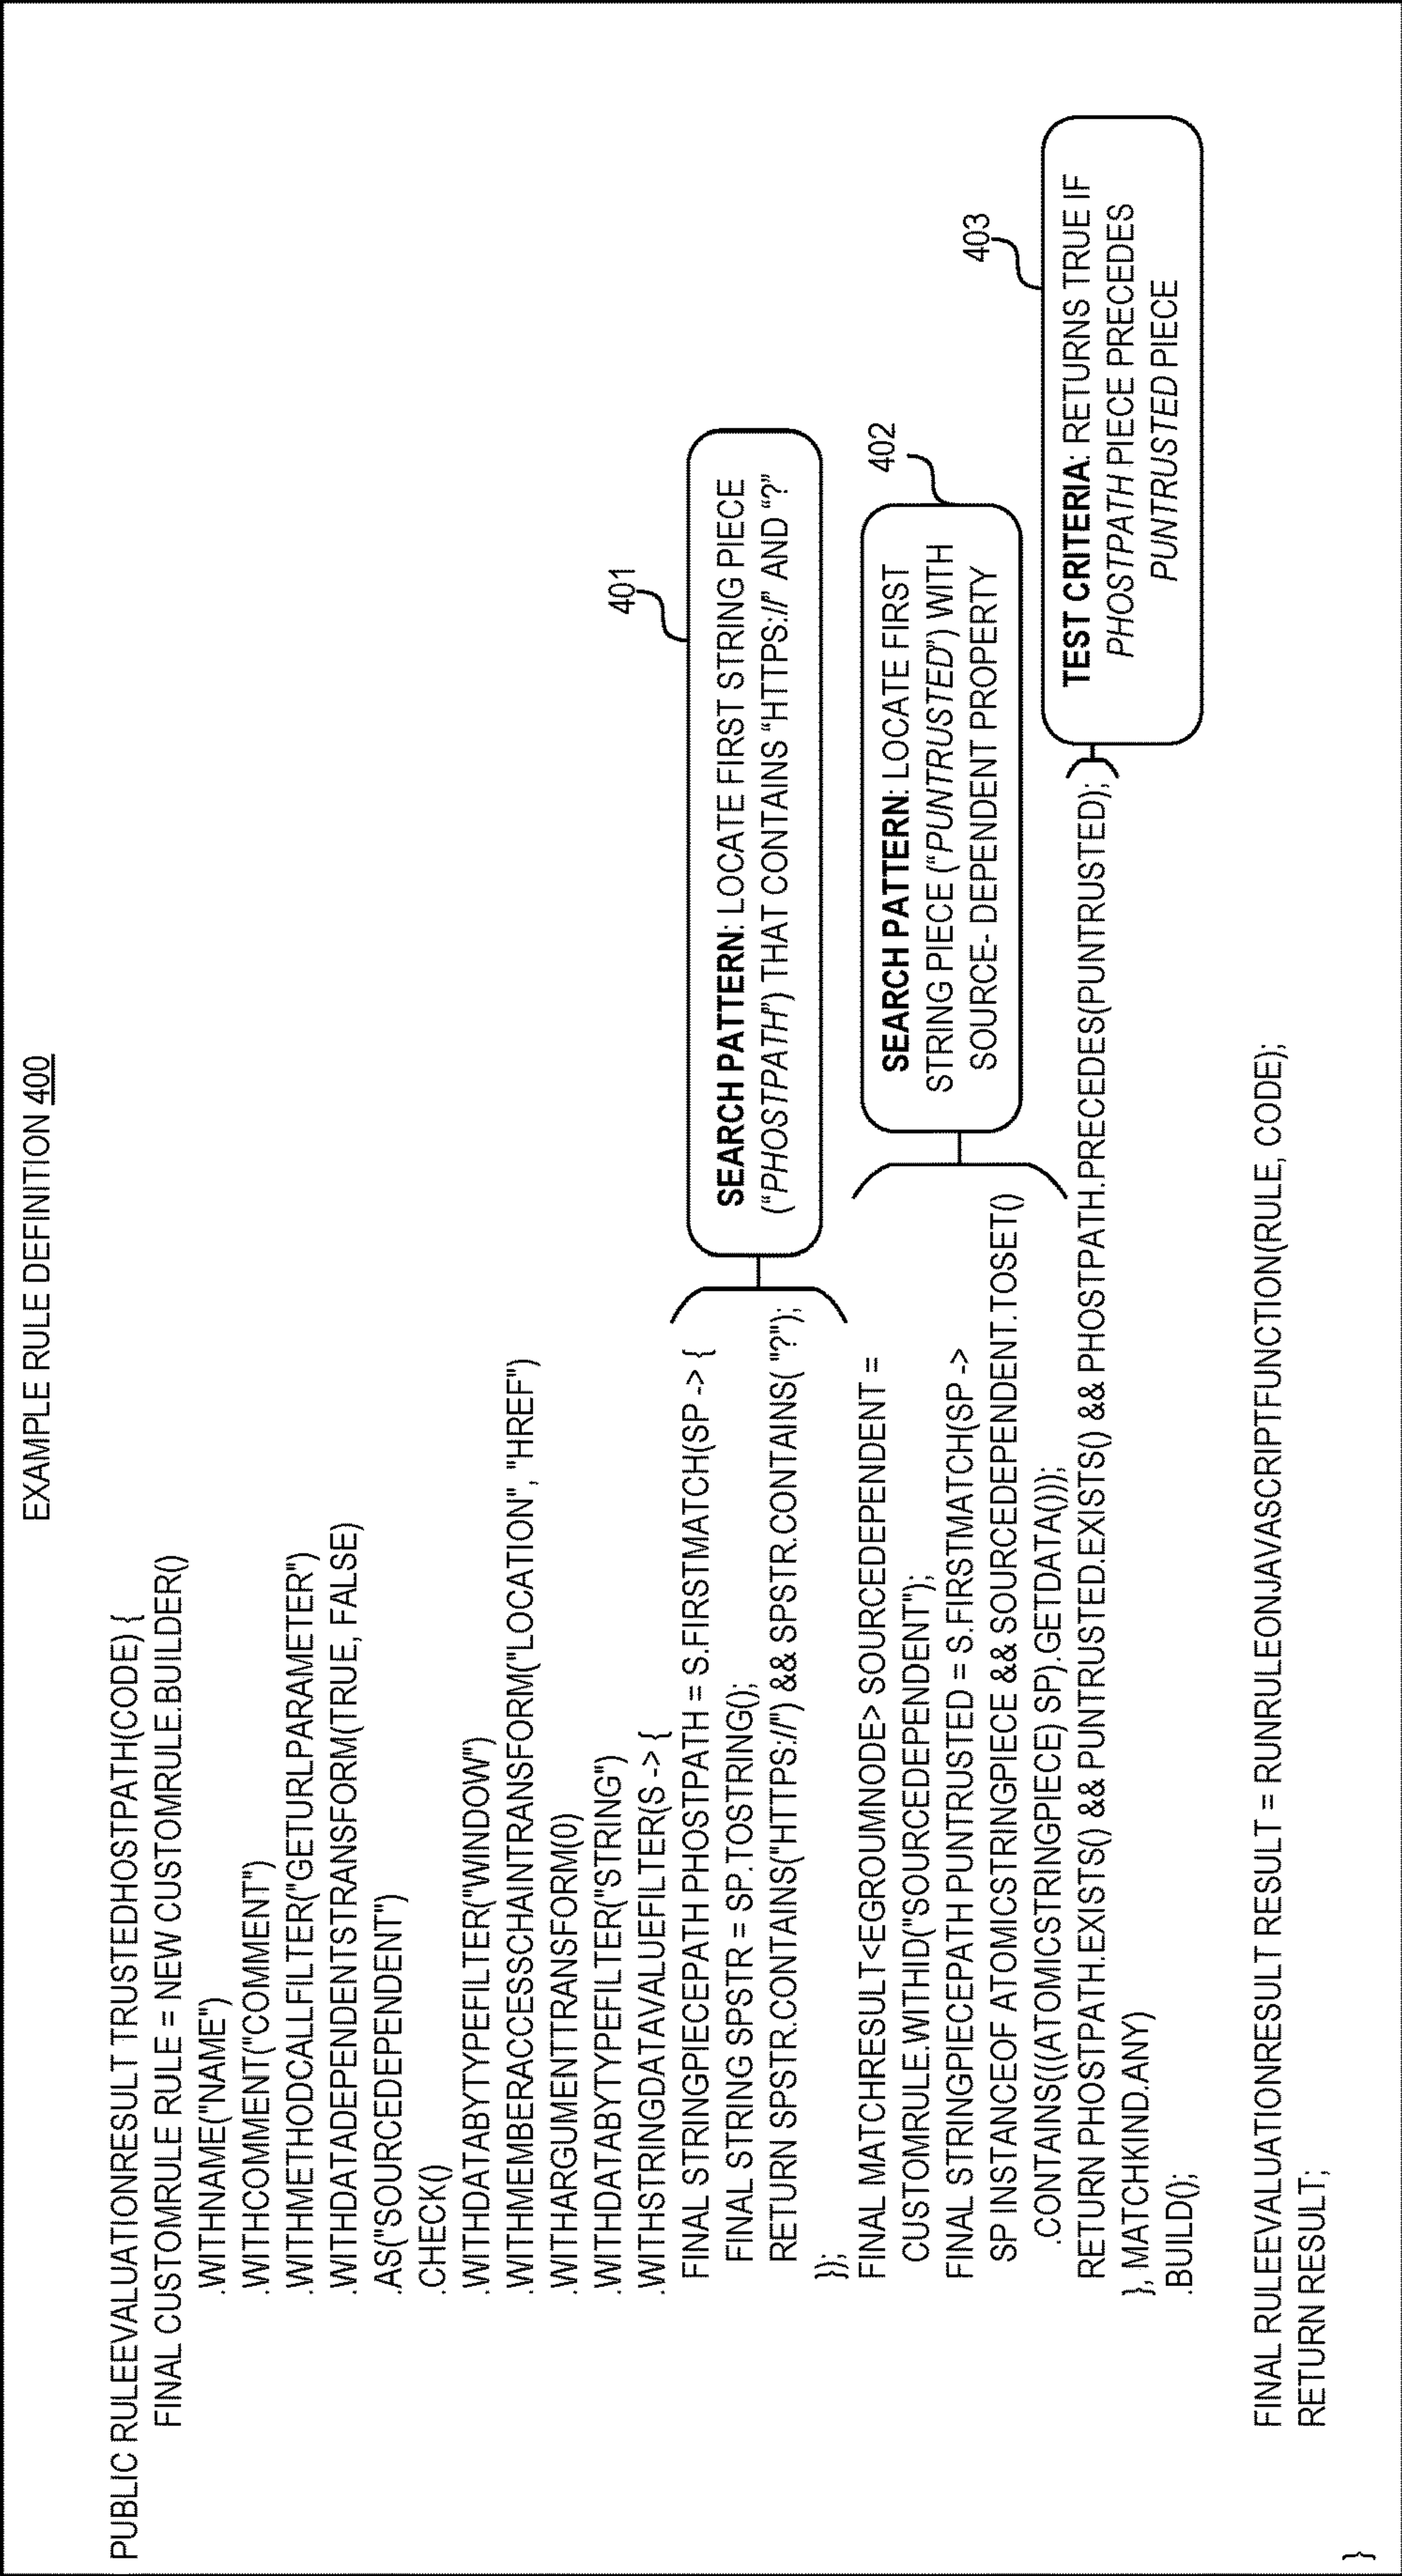 EXAMPLE RULE DEFINITION 400
PUBLIC RULEEVALUATIONRESULT TRUSTEDHOSTPATH(CODE) {
FINAL CUSTOMRULE RULE = NEW CUSTOMRULE.BUILDER()
.WITHNAME("NAME")
.WITHCOMMENT("COMMENT")
.WITHMETHODCALLFILTER("GETURLPARAMETER")
.WITHDATADEPENDENTSTRANSFORM(TRUE, FALSE)
.AS("SOURCEDEPENDENT")
.CHECK()
.WITHDATABYTYPEFILTER("WINDOW")
.WITHMEMBERACCESSCHAINTRANSFORM("LOCATION", "HREF")
.WITHARGUMENTTRANSFORM(0)
.WITHDATABYTYPEFILTER("STRING")
.WITHSTRINGDATAVALUEFILTER(S -> {
FINAL STRINGPIECEPATH PHOSTPATH = S.FIRSTMATCH(SP -> {
FINAL STRING SPSTR = SP.TOSTRING();
RETURN SPSTR.CONTAINS("HTTPS://") && SPSTR.CONTAINS( "?");
});
FINAL MATCHRESULT<EGROUMNODE> SOURCEDEPENDENT =
CUSTOMRULE.WITHID("SOURCEDEPENDENT");
FINAL STRINGPIECEPATH PUNTRUSTED = S.FIRSTMATCH(SP ->
SP INSTANCEOF ATOMICSTRINGPIECE && SOURCEDEPENDENT.TOSET()
.CONTAINS(((ATOMICSTRINGPIECE) SP).GETDATA()));
RETURN PHOSTPATH.EXISTS() && PUNTRUSTED.EXISTS() && PHOSTPATH.PRECEDES(PUNTRUSTED);
}, MATCHKIND.ANY)
.BUILD();
FINAL RULEEVALUATIONRESULT RESULT = RUNRULEONJAVASCRIPTFUNCTION(RULE, CODE);
RETURN RESULT;
}
401
SEARCH PATTERN: LOCATE FIRST STRING PIECE
(“PHOSTPATH”) THAT CONTAINS “HTTPS://” AND “?”
402
SEARCH PATTERN: LOCATE FIRST
STRING PIECE (“PUNTRUSTED”) WITH
SOURCE- DEPENDENT PROPERTY
403
TEST CRITERIA: RETURNS TRUE IF
PHOSTPATH PIECE PRECEDES
PUNTRUSTED PIECE